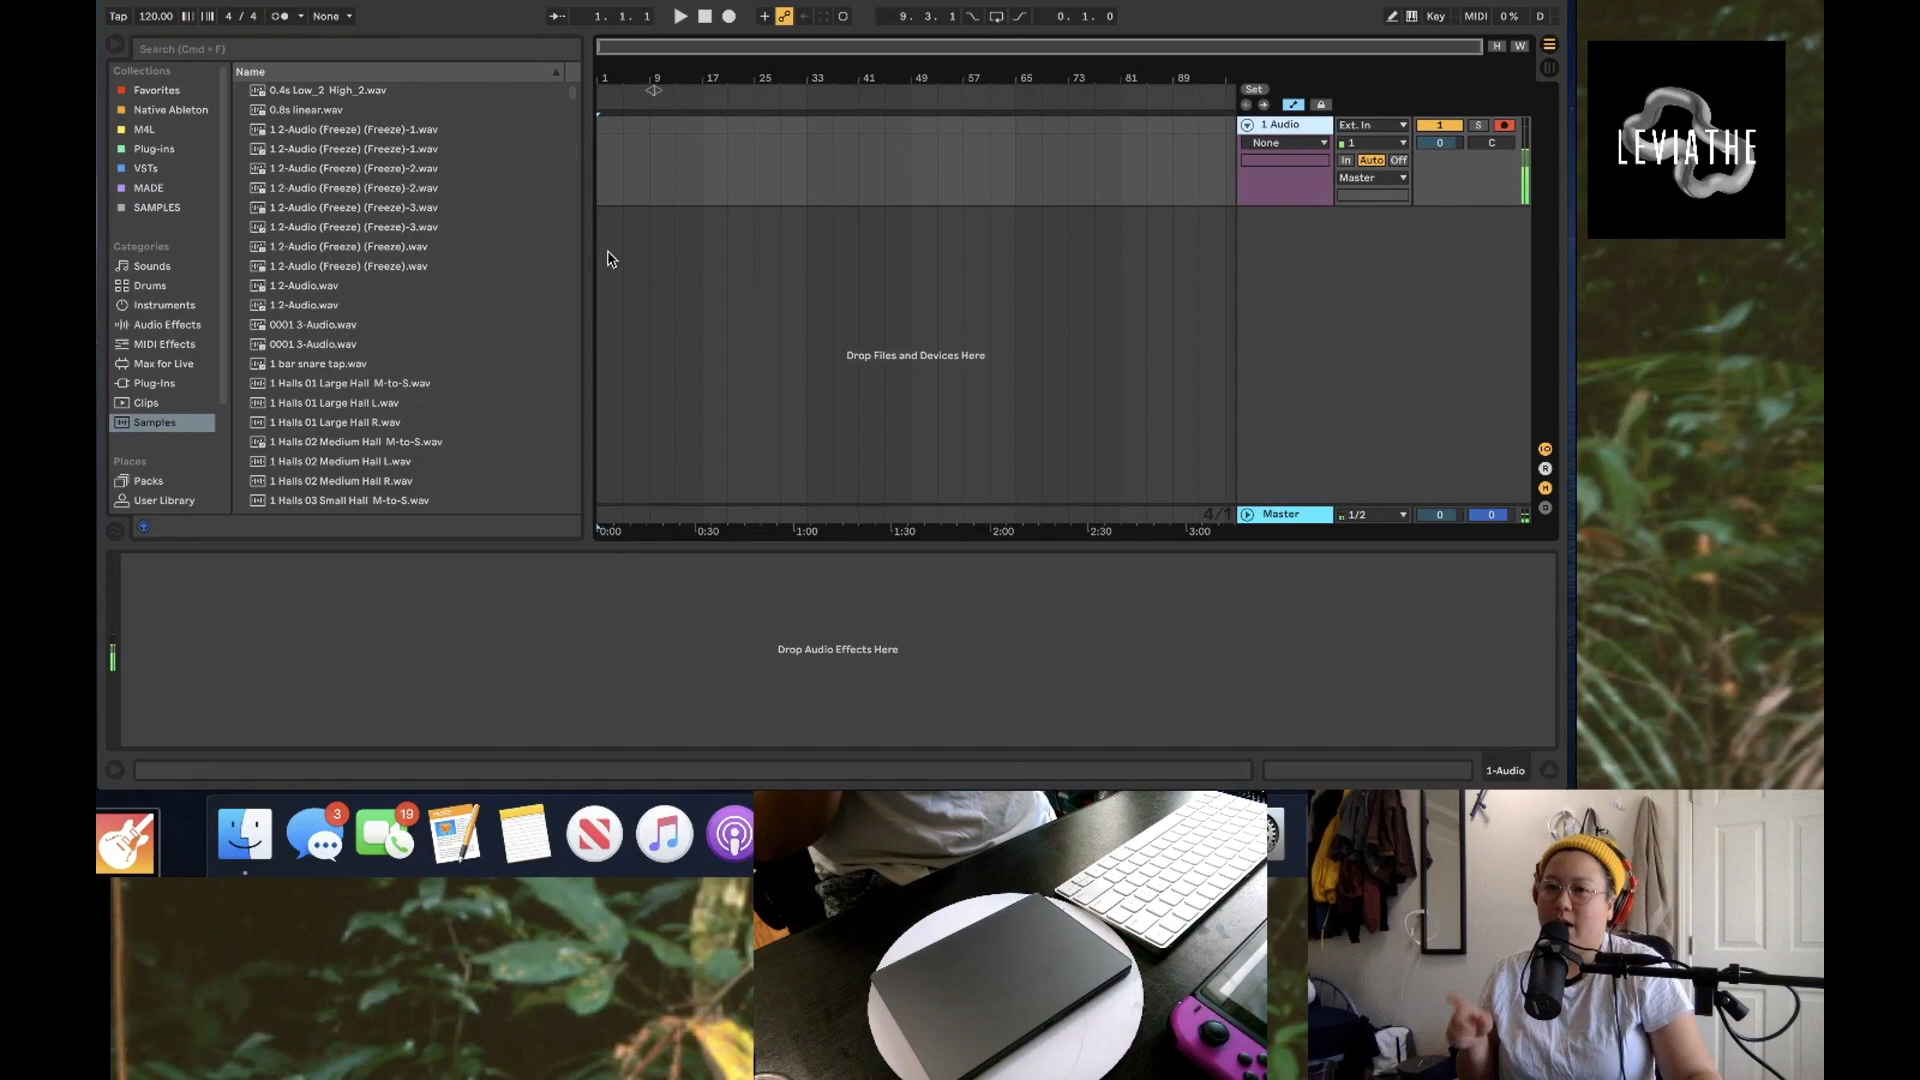 Tap 120.00 4 / 4 None 1. 1. 1 9. 3. 1 0. 1. 0 Key MIDI 0 % D
Search (Cmd + F)
H W
Collections
Favorites
Native Ableton
M4L
Plug-ins
VSTs
MADE
SAMPLES
Categories
Sounds
Drums
Instruments
Audio Effects
MIDI Effects
Max for Live
Plug-Ins
Clips
Samples
Places
Packs
User Library
Name
0.4s Low_2 High_2.wav
0.8s linear.wav
1 2-Audio (Freeze) (Freeze)-1.wav
1 2-Audio (Freeze) (Freeze)-1.wav
1 2-Audio (Freeze) (Freeze)-2.wav
1 2-Audio (Freeze) (Freeze)-2.wav
1 2-Audio (Freeze) (Freeze)-3.wav
1 2-Audio (Freeze) (Freeze)-3.wav
1 2-Audio (Freeze) (Freeze).wav
1 2-Audio (Freeze) (Freeze).wav
1 2-Audio.wav
1 2-Audio.wav
0001 3-Audio.wav
0001 3-Audio.wav
1 bar snare tap.wav
1 Halls 01 Large Hall M-to-S.wav
1 Halls 01 Large Hall L.wav
1 Halls 01 Large Hall R.wav
1 Halls 02 Medium Hall M-to-S.wav
1 Halls 02 Medium Hall L.wav
1 Halls 02 Medium Hall R.wav
1 Halls 03 Small Hall M-to-S.wav
1 9 17 25 33 41 49 57 65 73 81 89
Set
1 Audio Ext. In 1 S
None 1 0 C
In Auto Off
Master
Drop Files and Devices Here
4/1 Master 1/2 0 0
0:00 0:30 1:00 1:30 2:00 2:30 3:00
R
M
D
Drop Audio Effects Here
1-Audio
LEVIATHE
3
19